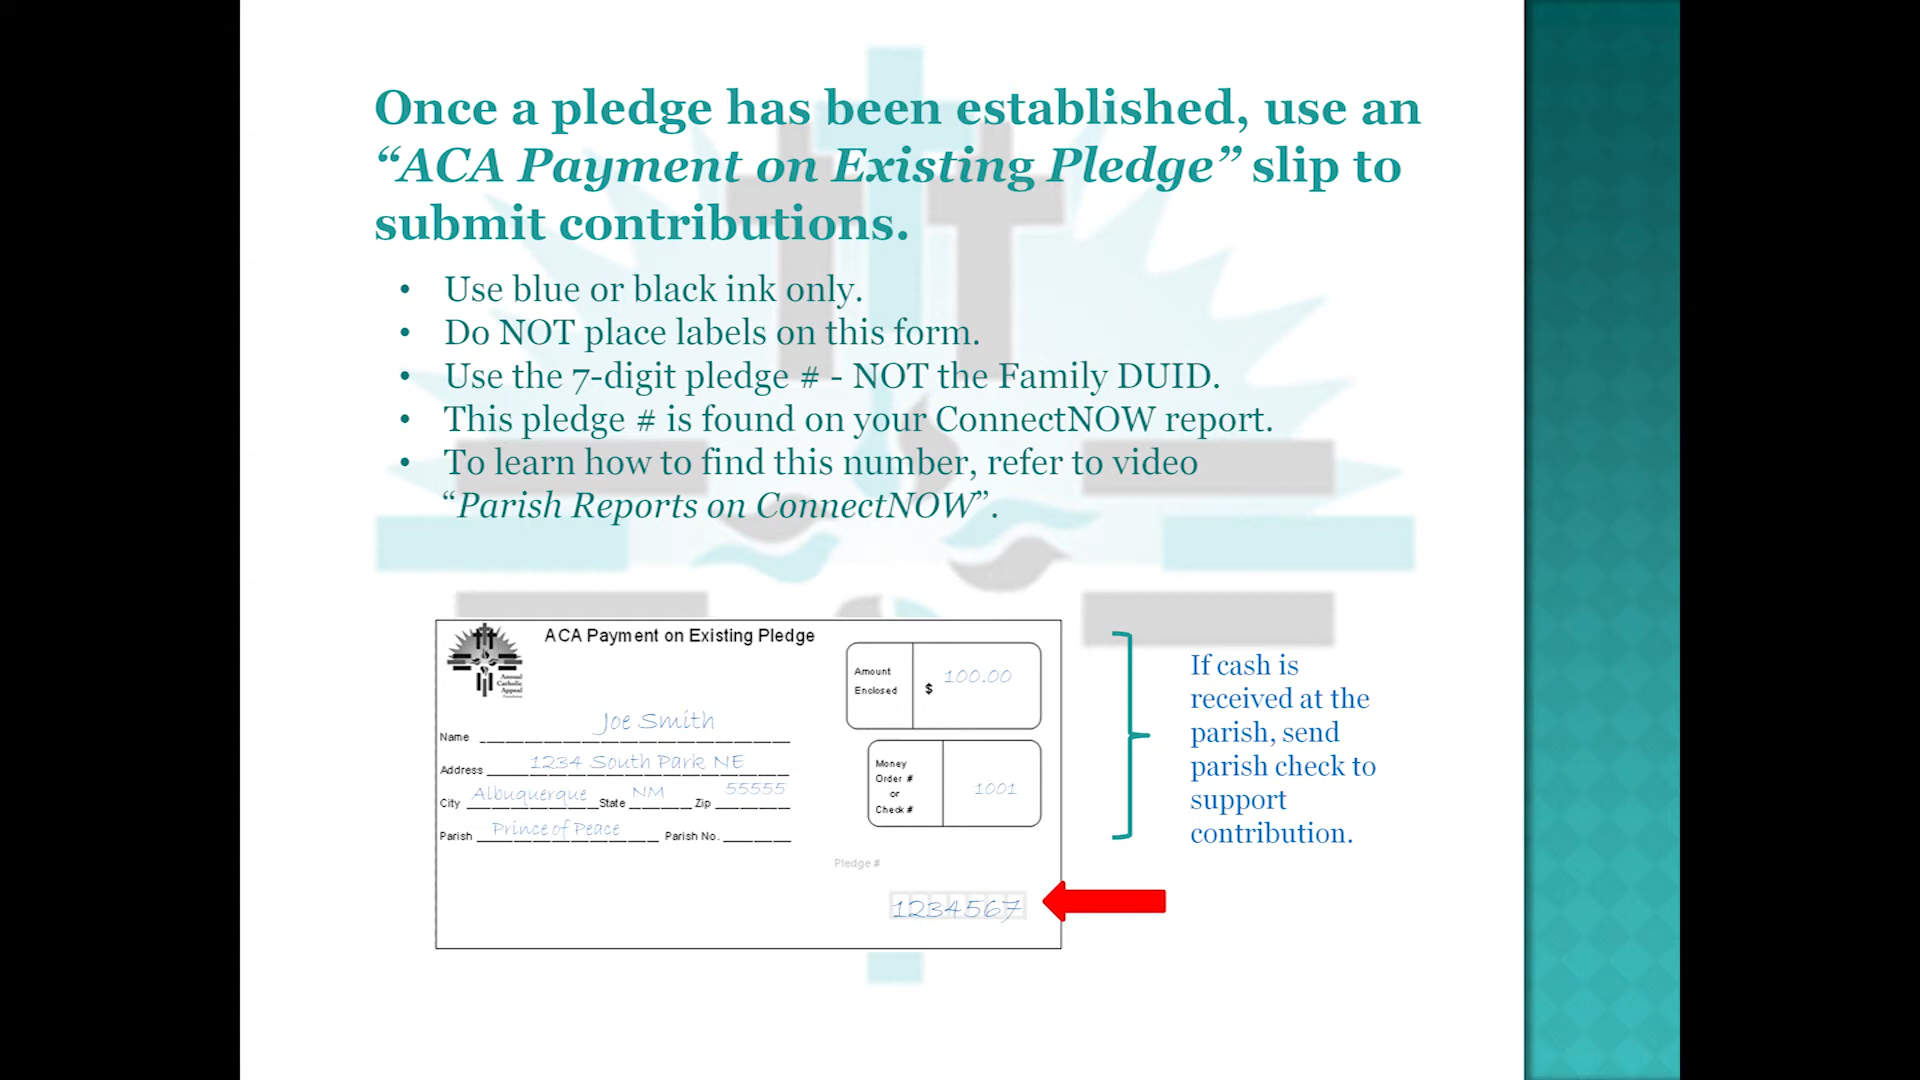 Once a pledge has been established, use an
“ACA Payment on Existing Pledge” slip to
submit contributions.
• Use blue or black ink only.
• Do NOT place labels on this form.
• Use the 7-digit pledge # - NOT the Family DUID.
• This pledge # is found on your ConnectNOW report.
• To learn how to find this number, refer to video
“Parish Reports on ConnectNOW”.
ACA Payment on Existing Pledge
Annual
Catholic
Appeal
Foundation
Amount
Enclosed $ 100.00
Name Joe Smith
Address 1234 South Park NE
City Albuquerque State NM Zip 55555
Parish Prince of Peace Parish No.
Money
Order #
or
Check #
1001
Pledge #
1234567
If cash is
received at the
parish, send
parish check to
support
contribution.